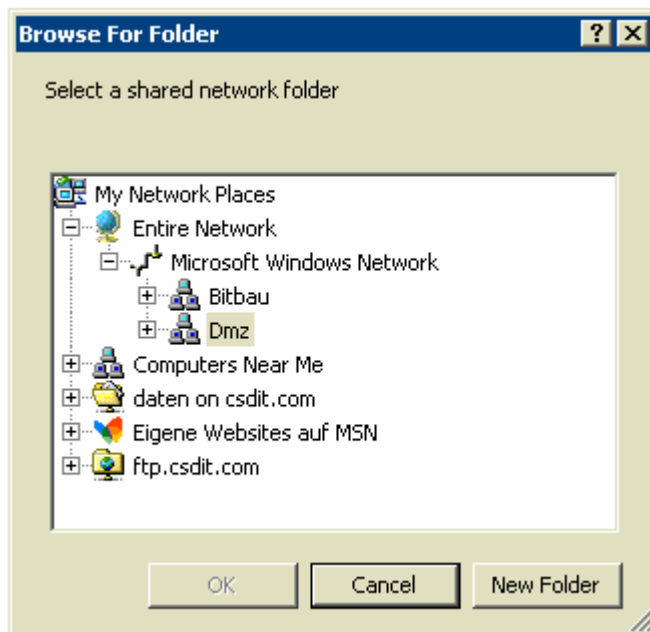 Browse For Folder
Select a shared network folder
My Network Places
Entire Network
Microsoft Windows Network
Bitbau
Dmz
Computers Near Me
daten on csdit.com
Eigene Websites auf MSN
ftp.csdit.com
OK Cancel New Folder